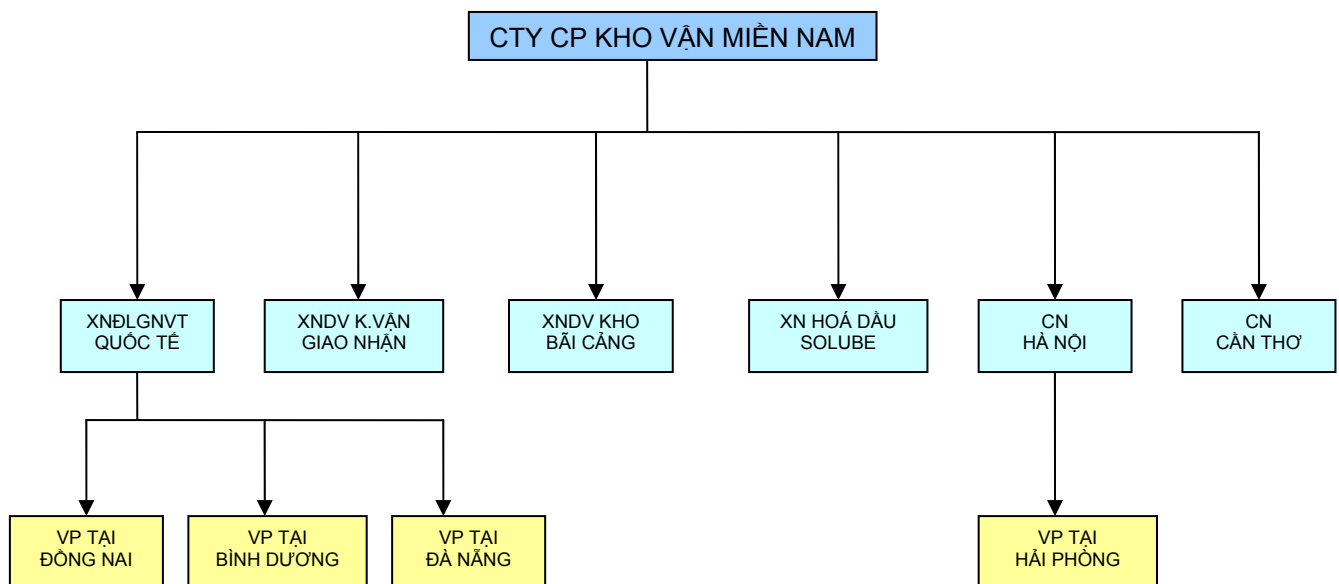 CTY CP KHO VẬN MIỀN NAM
XNĐLGNVT
QUỐC TẾ
XNDV K.VẬN
GIAO NHẬN
XNDV KHO
BÃI CẢNG
XN HOÁ DẦU
SOLUBE
CN
HÀ NỘI
CN
CẦN THƠ
VP TẠI
ĐỒNG NAI
VP TẠI
BÌNH DƯƠNG
VP TẠI
ĐÀ NẴNG
VP TẠI
HẢI PHÒNG